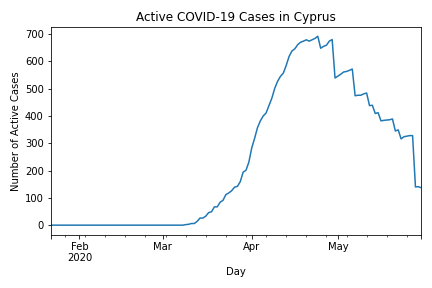 Active COVID-19 Cases in Cyprus
Number of Active Cases
700
600
500
400
300
200
100
0
Feb
2020
Mar
Apr
May
Day